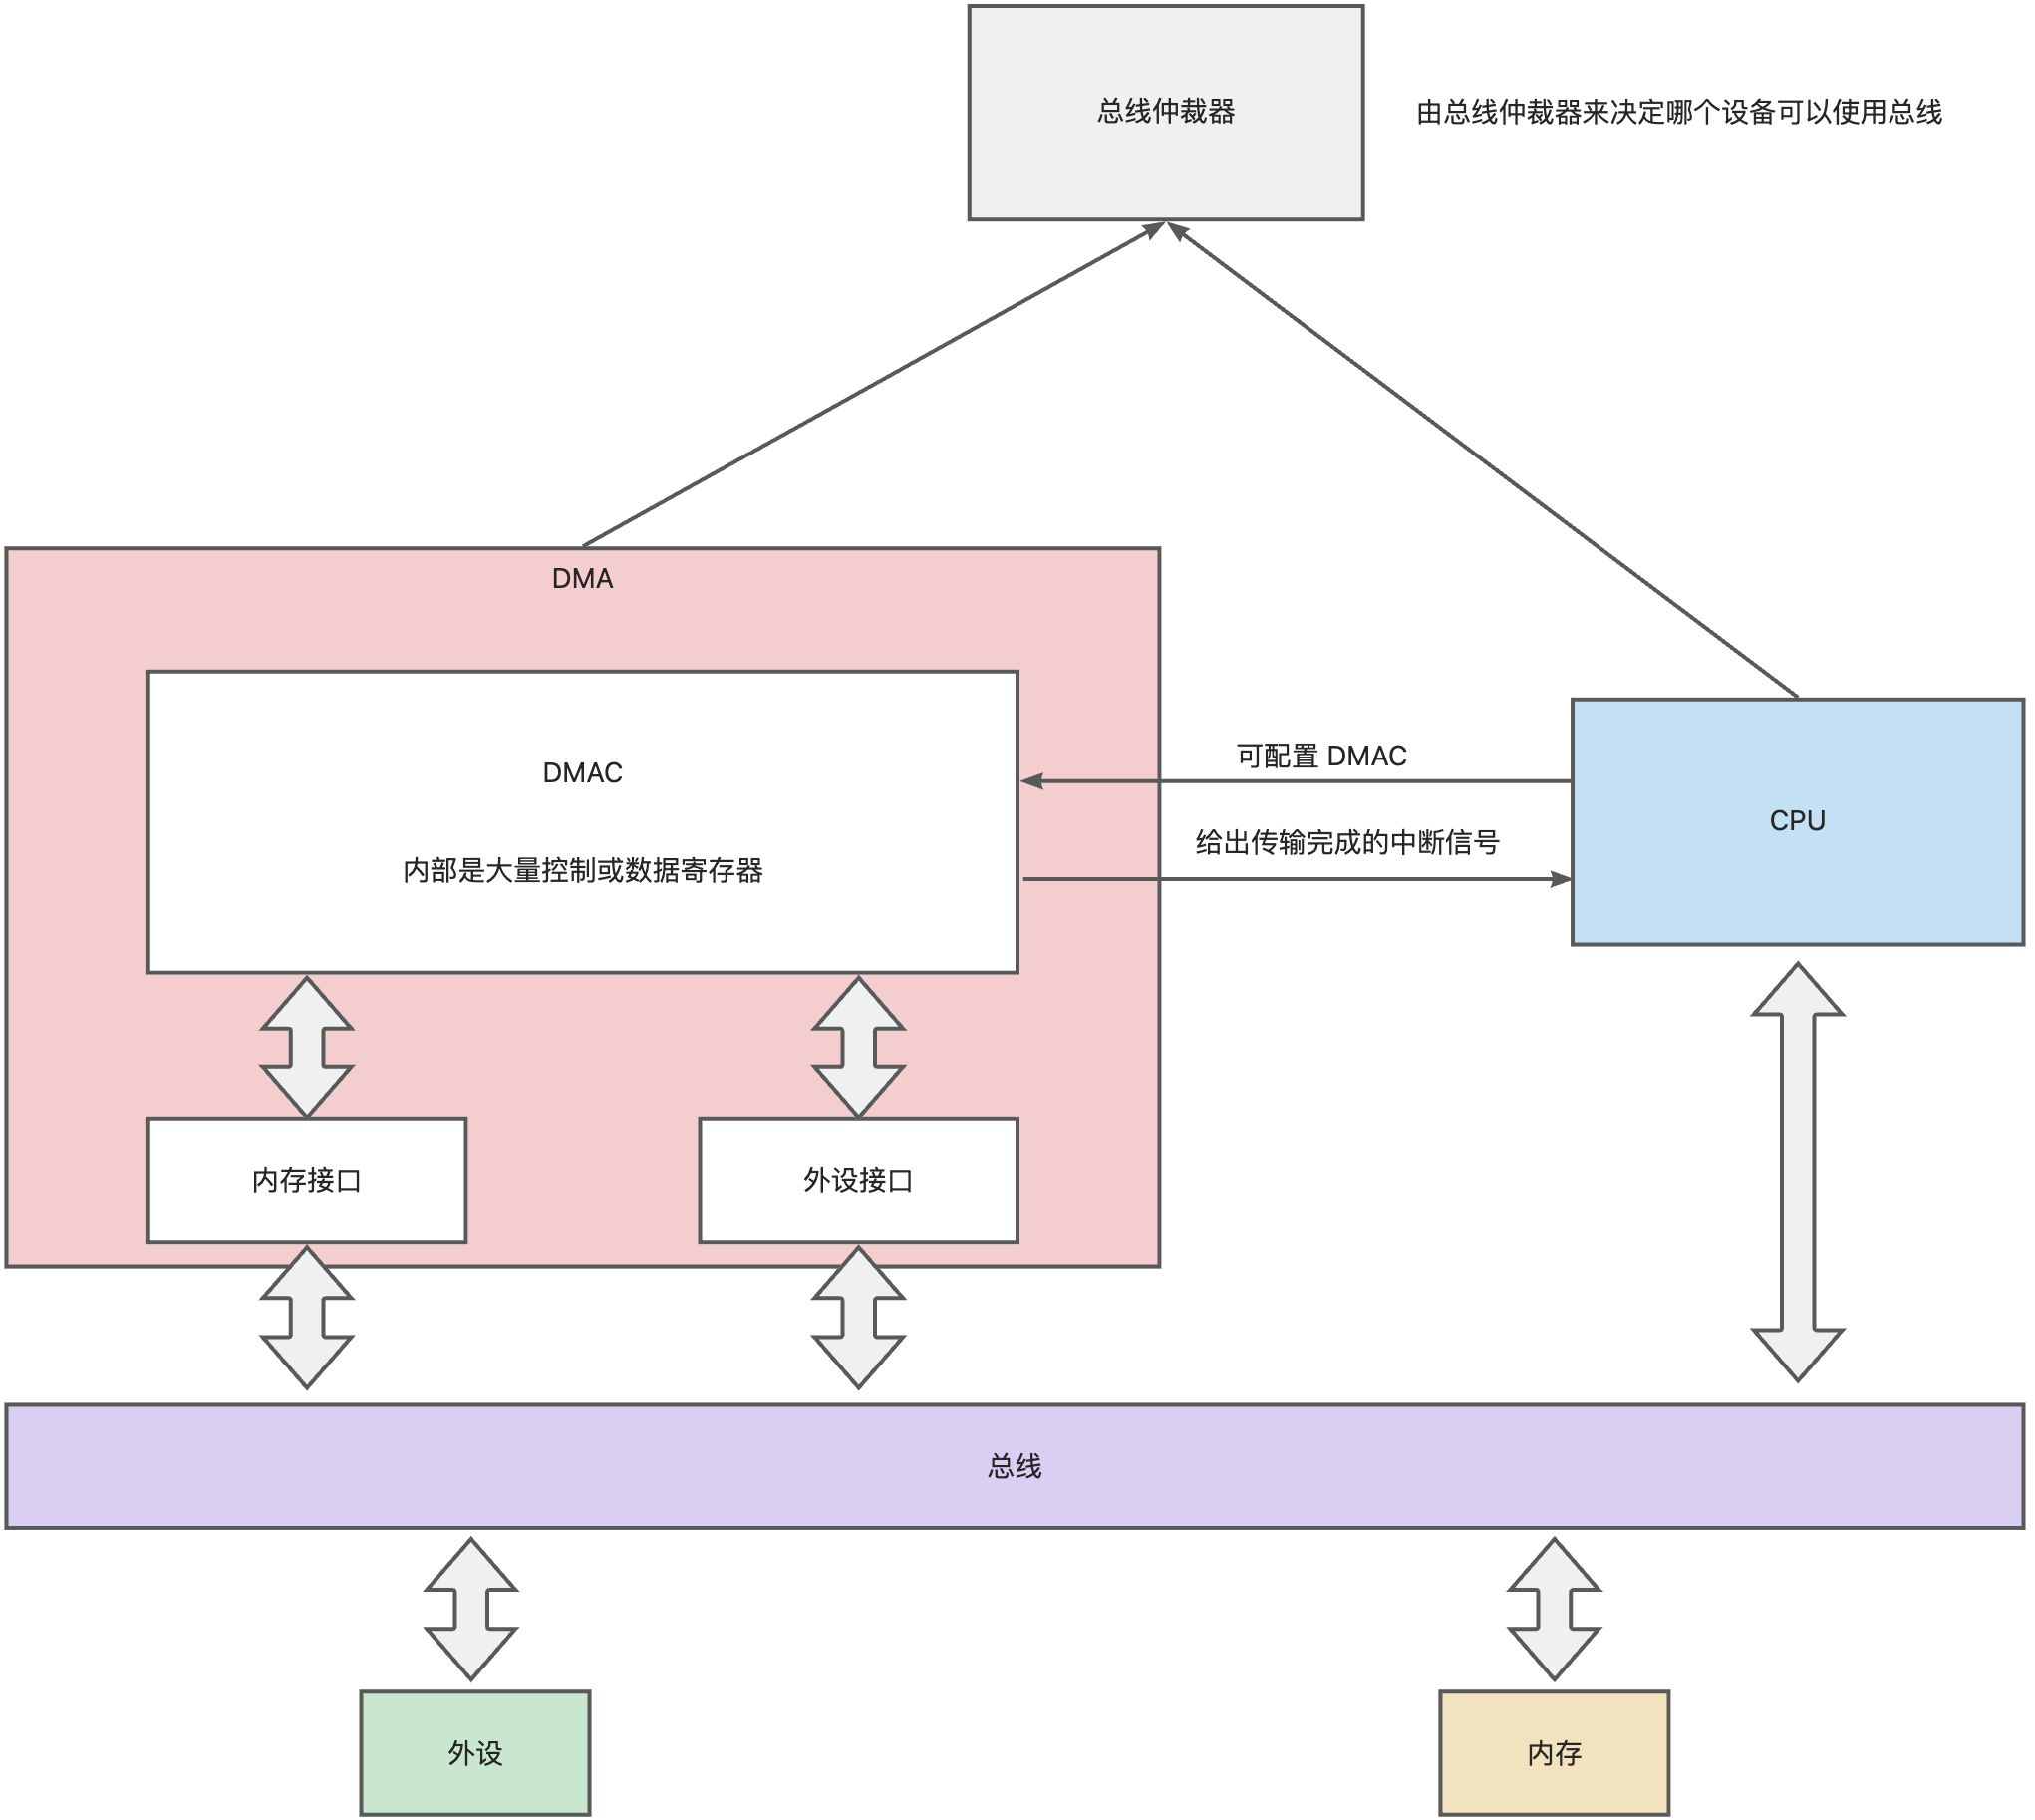 总线仲裁器
由总线仲裁器来决定哪个设备可以使用总线
DMA
DMAC
内部是大量控制或数据寄存器
可配置 DMAC
给出传输完成的中断信号
CPU
内存接口
外设接口
总线
外设
内存